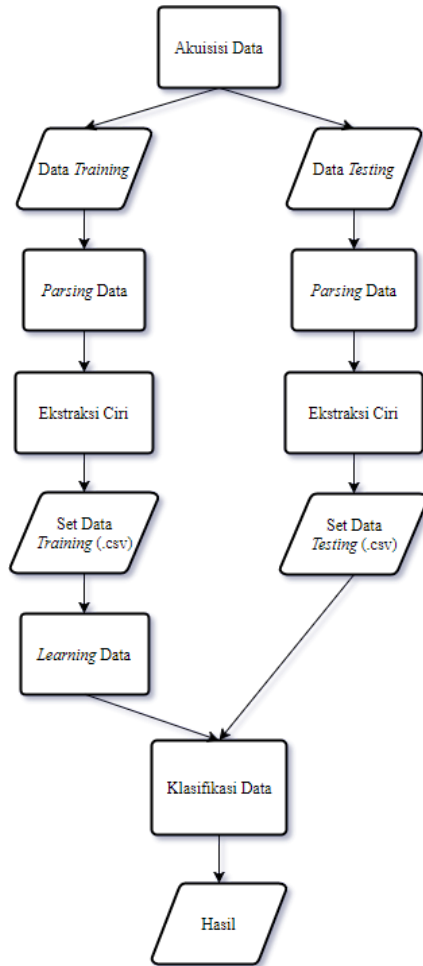 Akuisisi Data
Data Training
Data Testing
Parsing Data
Parsing Data
Ekstraksi Ciri
Ekstraksi Ciri
Set Data
Training (.csv)
Set Data
Testing (.csv)
Learning Data
Klasifikasi Data
Hasil